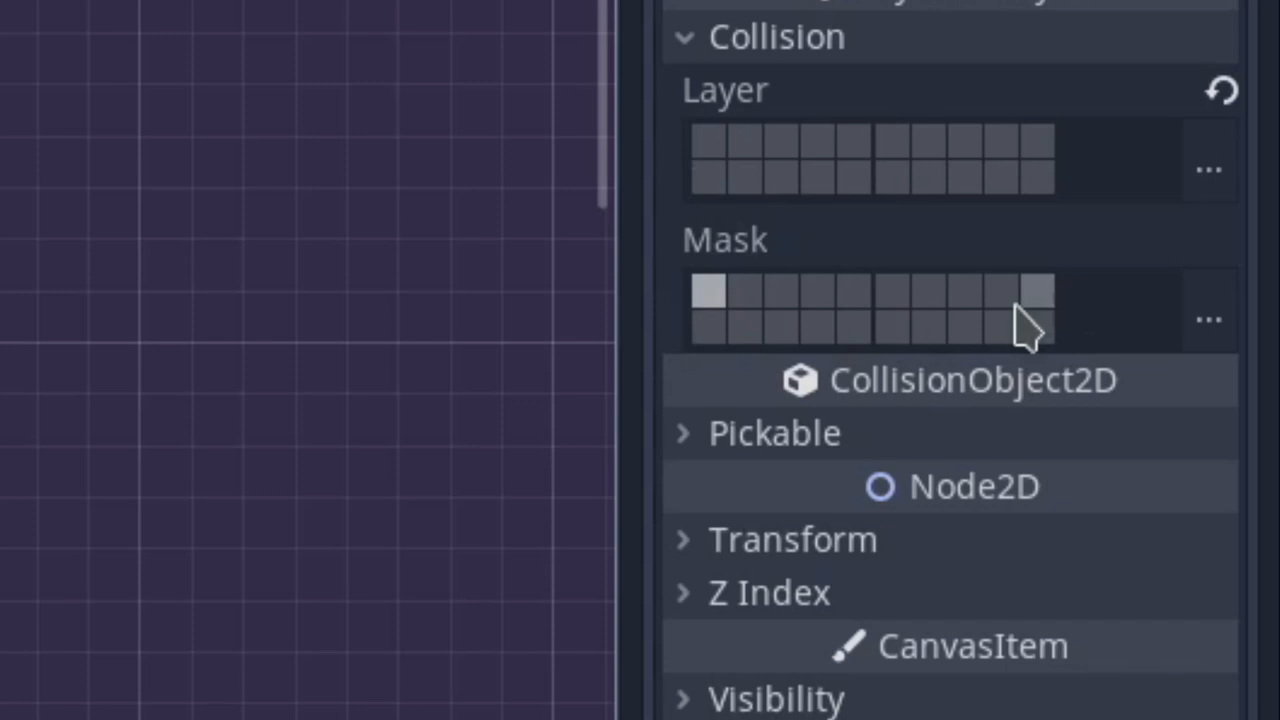 Collision
Layer
...
Mask
...
CollisionObject2D
Pickable
Node2D
Transform
Z Index
CanvasItem
Visibility